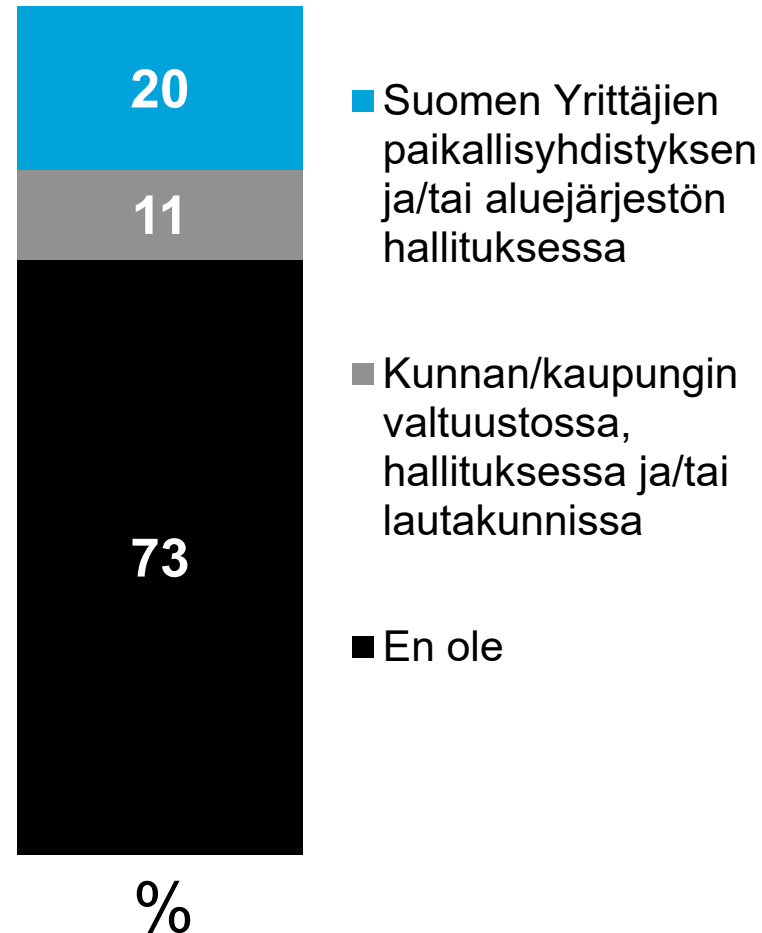 20
11
73
%
Suomen Yrittäjien
paikallisyhdistyksen
ja/tai aluejärjestön
hallituksessa
Kunnan/kaupungin
valtuustossa,
hallituksessa ja/tai
lautakunnissa
En ole